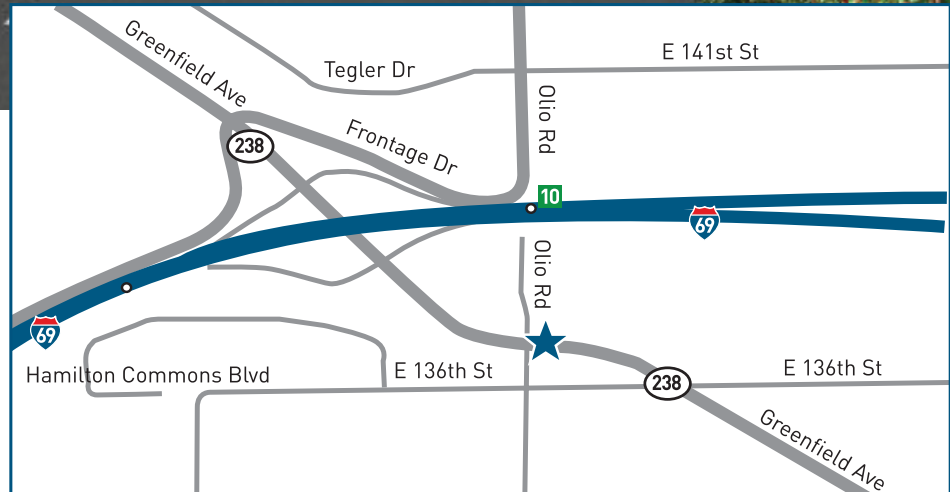 Greenfield Ave
Tegler Dr
E 141st St
Olio Rd
238
Frontage Dr
10
69
Olio Rd
69
Hamilton Commons Blvd
E 136th St
E 136th St
238
Greenfield Ave